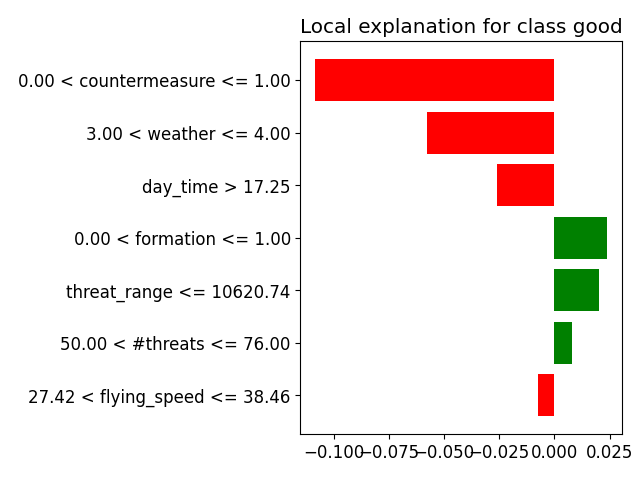 Local explanation for class good
0.00 < countermeasure <= 1.00
3.00 < weather <= 4.00
day_time > 17.25
0.00 < formation <= 1.00
threat_range <= 10620.74
50.00 < #threats <= 76.00
27.42 < flying_speed <= 38.46
−0.100 −0.075 −0.050 −0.025 0.000 0.025